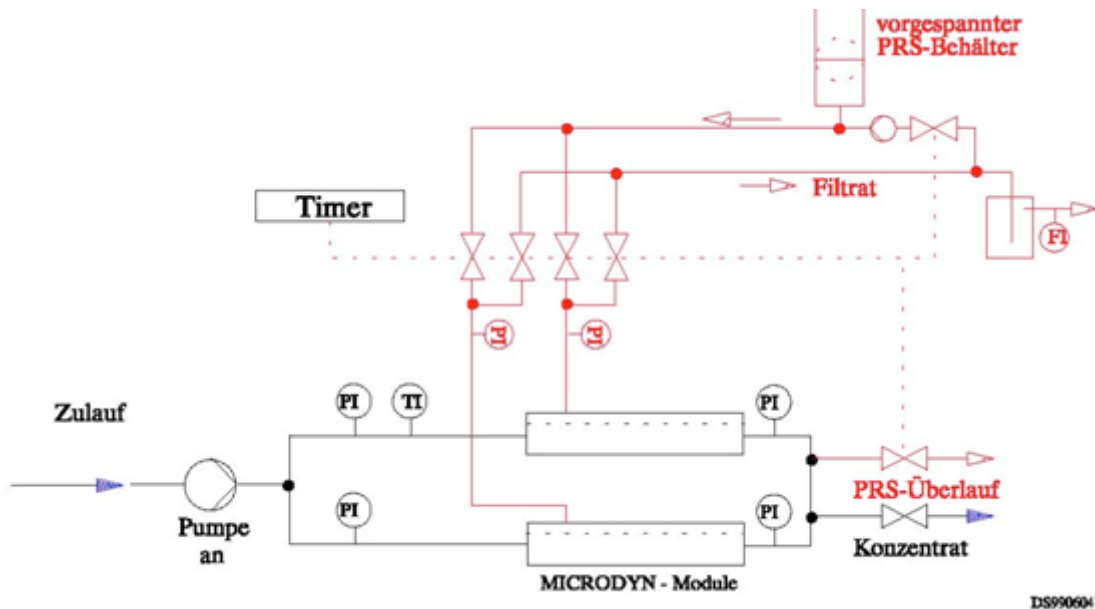 vorgespannter
PRS-Behälter
Filtrat
Timer
FI
PI
PI
Zulauf
PI
TI
PI
PRS-Überlauf
PI
PI
Pumpe
an
Konzentrat
MICRODYN - Module
DS990604